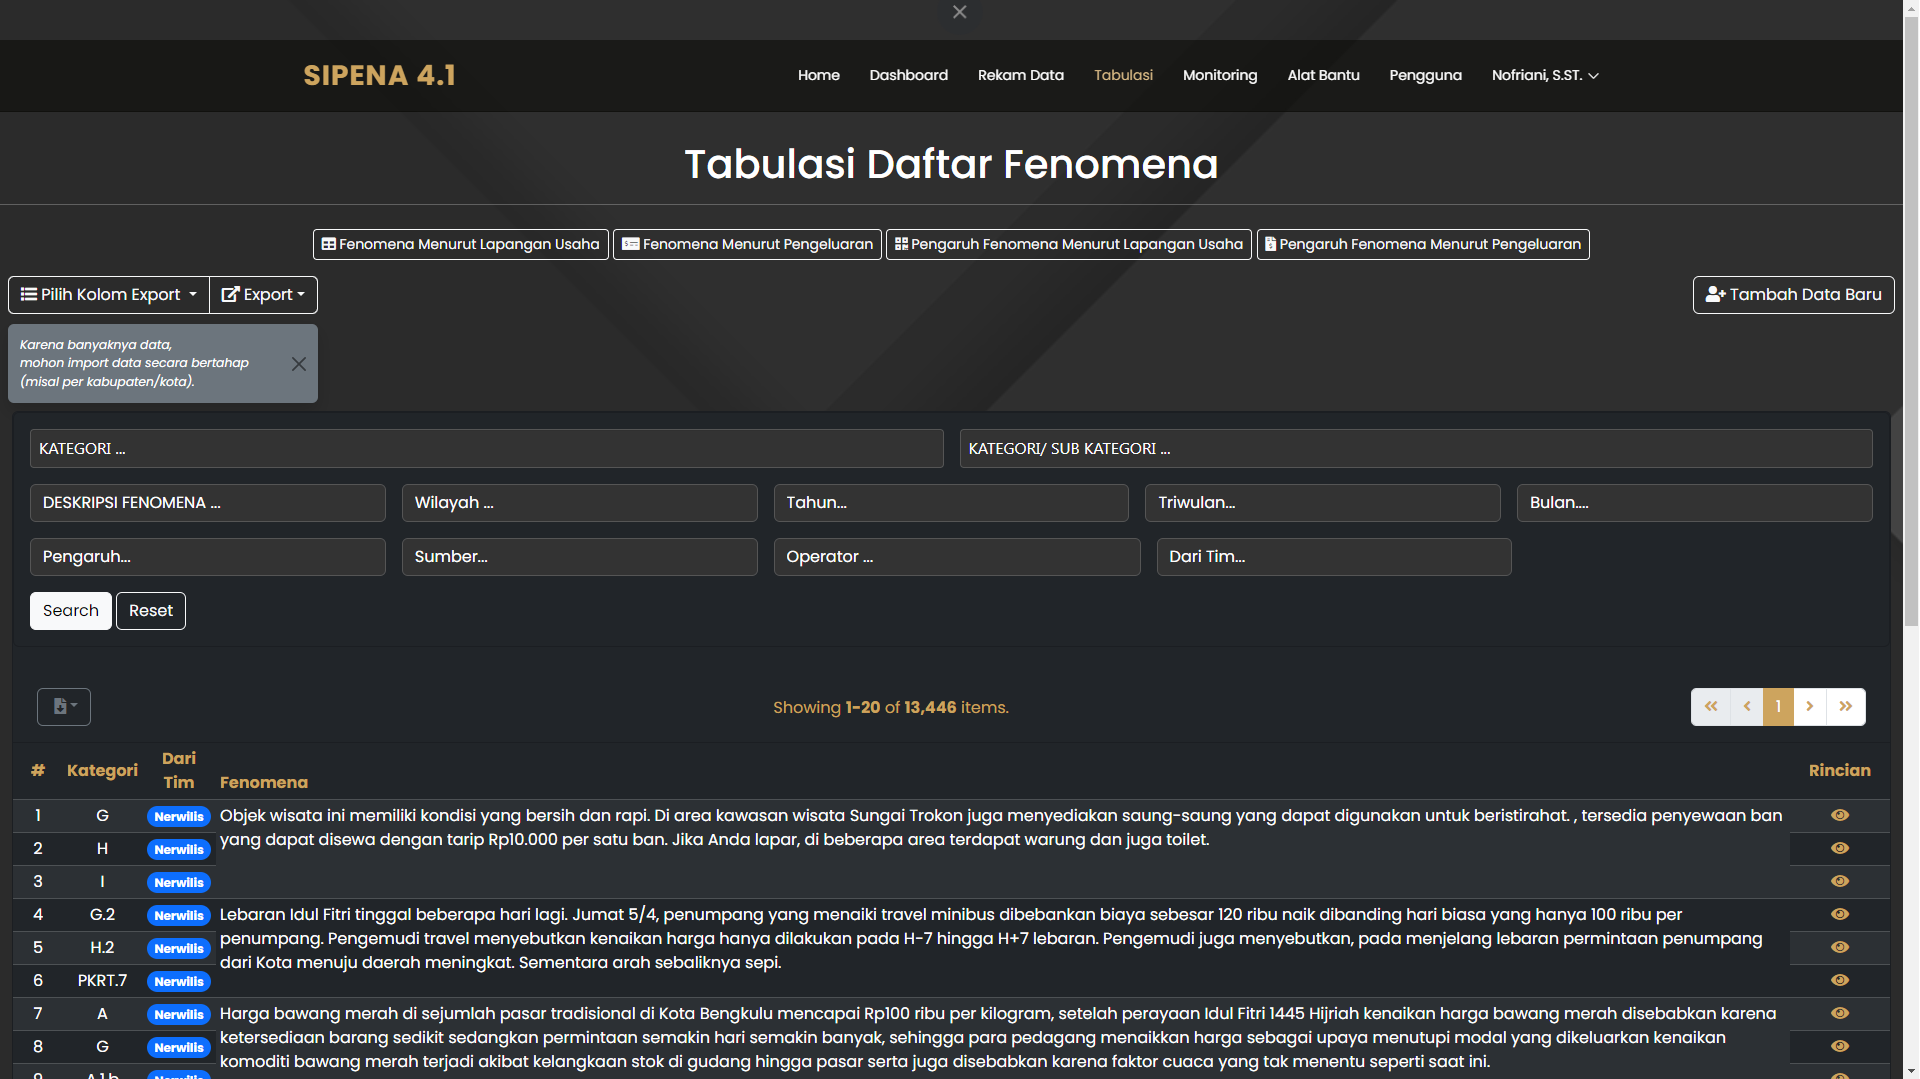 SIPENA 4.1
Home Dashboard Rekam Data Tabulasi Monitoring Alat Bantu Pengguna Nofriani, S.ST.
Tabulasi Daftar Fenomena
Fenomena Menurut Lapangan Usaha Fenomena Menurut Pengeluaran Pengaruh Fenomena Menurut Lapangan Usaha Pengaruh Fenomena Menurut Pengeluaran
Pilih Kolom Export Export Tambah Data Baru
Karena banyaknya data,
mohon import data secara bertahap
(misal per kabupaten/kota).
KATEGORI ... KATEGORI/ SUB KATEGORI ...
DESKRIPSI FENOMENA ... Wilayah ... Tahun... Triwulan... Bulan....
Pengaruh... Sumber... Operator ... Dari Tim...
Search Reset
Showing 1-20 of 13,446 items.
« ‹ 1 › »
# Kategori Dari Tim Fenomena Rincian
1 G Nerwilis Objek wisata ini memiliki kondisi yang bersih dan rapi. Di area kawasan wisata Sungai Trokon juga menyediakan saung-saung yang dapat digunakan untuk beristirahat. , tersedia penyewaan ban
yang dapat disewa dengan tarip Rp10.000 per satu ban. Jika Anda lapar, di beberapa area terdapat warung dan juga toilet.
2 H Nerwilis
3 I Nerwilis
4 G.2 Nerwilis Lebaran Idul Fitri tinggal beberapa hari lagi. Jumat 5/4, penumpang yang menaiki travel minibus dibebankan biaya sebesar 120 ribu naik dibanding hari biasa yang hanya 100 ribu per
penumpang. Pengemudi travel menyebutkan kenaikan harga hanya dilakukan pada H-7 hingga H+7 lebaran. Pengemudi juga menyebutkan, pada menjelang lebaran permintaan penumpang
5 H.2 Nerwilis
dari Kota menuju daerah meningkat. Sementara arah sebaliknya sepi.
6 PKRT.7 Nerwilis
7 A Nerwilis Harga bawang merah di sejumlah pasar tradisional di Kota Bengkulu mencapai Rp100 ribu per kilogram, setelah perayaan Idul Fitri 1445 Hijriah kenaikan harga bawang merah disebabkan karena
ketersediaan barang sedikit sedangkan permintaan semakin hari semakin banyak, sehingga para pedagang menaikkan harga sebagai upaya menutupi modal yang dikeluarkan kenaikan
8 G Nerwilis
komoditi bawang merah terjadi akibat kelangkaan stok di gudang hingga pasar serta juga disebabkan karena faktor cuaca yang tak menentu seperti saat ini.